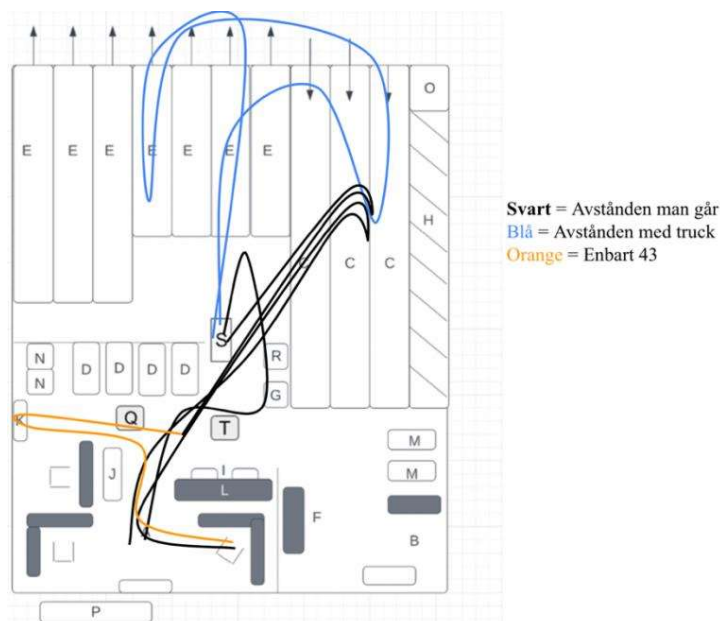 O
E E E E E E E
H
Svart = Avstånden man går
Blå = Avstånden med truck
Orange = Enbart 43
C C C
S
N D D D D R
N
G
K Q T
M
J I M
L
F
B
P